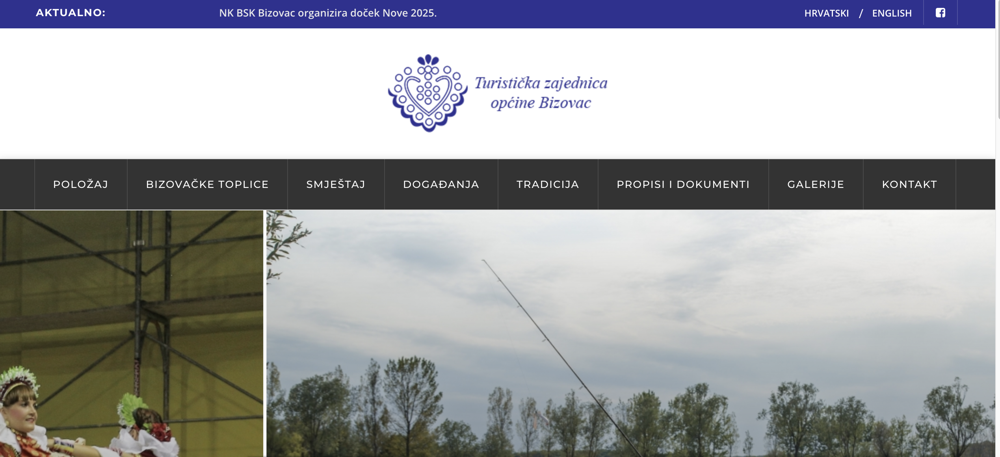 AKTUALNO:
NK BSK Bizovac organizira doček Nove 2025.
HRVATSKI / ENGLISH
Turistička zajednica
općine Bizovac
POLOŽAJ
BIZOVAČKE TOPLICE
SMJEŠTAJ
DOGAĐANJA
TRADICIJA
PROPISI I DOKUMENTI
GALERIJE
KONTAKT